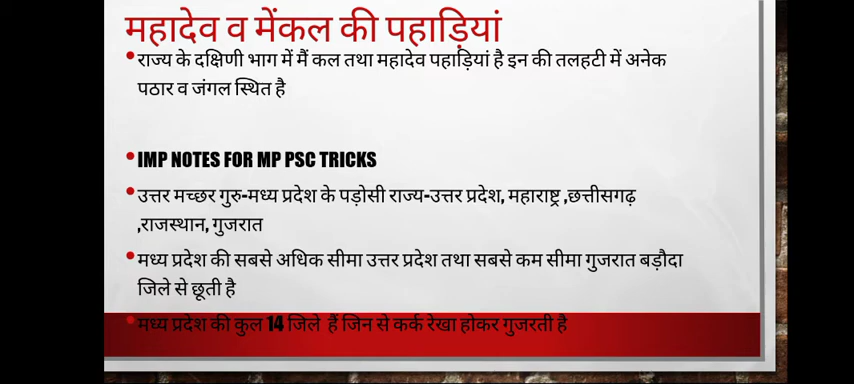 महादेव व मेंकल की पहाड़ियां
राज्य के दक्षिणी भाग में मैं कल तथा महादेव पहाड़ियां है इन की तलहटी में अनेक
पठार व जंगल स्थित है
IMP NOTES FOR MP PSC TRICKS
उत्तर मच्छर गुरु-मध्य प्रदेश के पड़ोसी राज्य-उत्तर प्रदेश, महाराष्ट्र ,छत्तीसगढ़
,राजस्थान, गुजरात
मध्य प्रदेश की सबसे अधिक सीमा उत्तर प्रदेश तथा सबसे कम सीमा गुजरात बड़ौदा
जिले से छूती है
मध्य प्रदेश की कुल 14 जिले हैं जिन से कर्क रेखा होकर गुजरती है